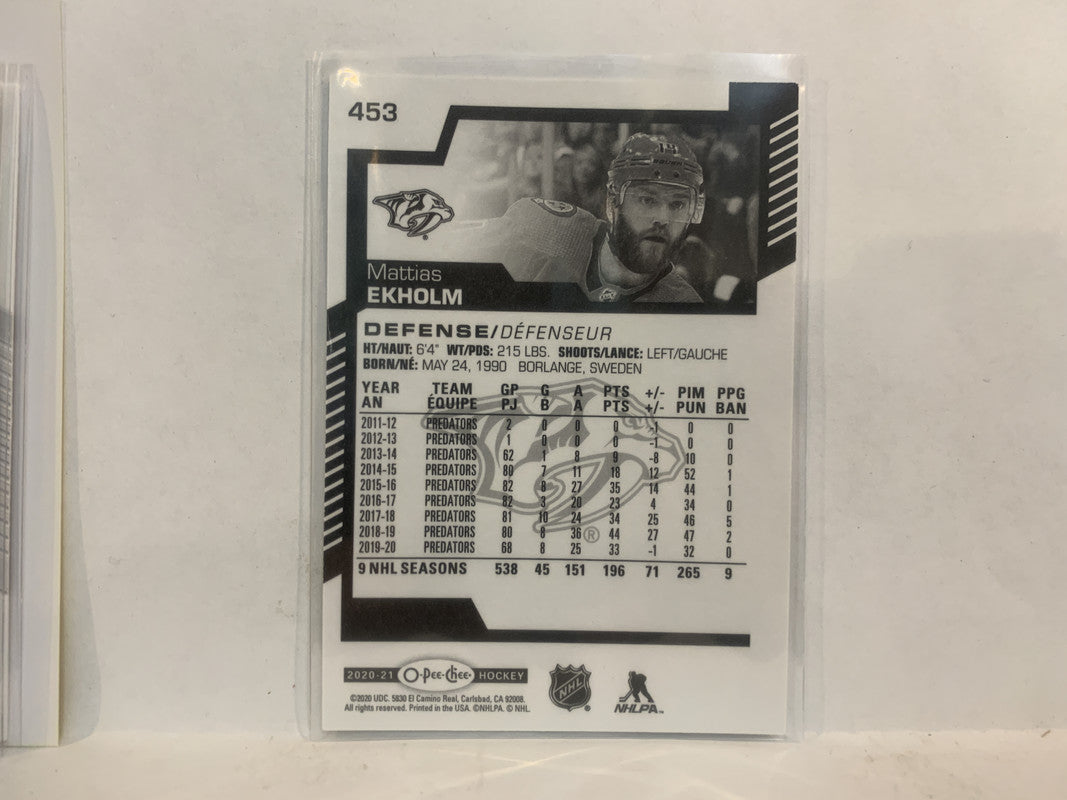 453
Mattias
EKHOLM
DEFENSE/DÉFENSEUR
HT/HAUT: 6'4" WT/PDS: 215 LBS. SHOOTS/LANCE: LEFT/GAUCHE
BORN/NÉ: MAY 24, 1990 BORLANGE, SWEDEN
YEAR TEAM GP G A PTS +/- PIM PPG
AN ÉQUIPE PJ B A PTS +/- PUN BAN
2011-12 PREDATORS 2 0 0 0 -1 0 0
2012-13 PREDATORS 1 0 0 0 -1 0 0
2013-14 PREDATORS 62 1 8 9 -8 10 0
2014-15 PREDATORS 80 7 11 18 12 52 1
2015-16 PREDATORS 82 8 27 35 14 44 1
2016-17 PREDATORS 82 3 20 23 4 34 0
2017-18 PREDATORS 81 10 24 34 25 46 5
2018-19 PREDATORS 80 8 36 44 27 47 2
2019-20 PREDATORS 68 8 25 33 -1 32 0
9 NHL SEASONS 538 45 151 196 71 265 9
2020-21 O-Pee-Chee HOCKEY
©2020 UDC. 5830 El Camino Real, Carlsbad, CA 92008.
All rights reserved. Printed in the USA. ©NHLPA. © NHL.
NHL
NHLPA™